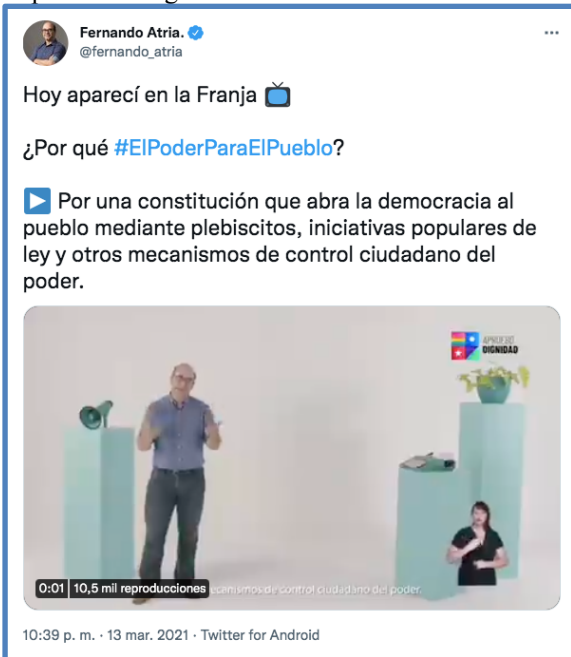 Fernando Atria.
@fernando_atria
Hoy aparecí en la Franja
¿Por qué #ElPoderParaElPueblo?
Por una constitución que abra la democracia al
pueblo mediante plebiscitos, iniciativas populares de
ley y otros mecanismos de control ciudadano del
poder.
APRUEBO
DIGNIDAD
0:01 10,5 mil reproducciones ecanismos de control ciudadano del poder.
10:39 p. m. · 13 mar. 2021 · Twitter for Android